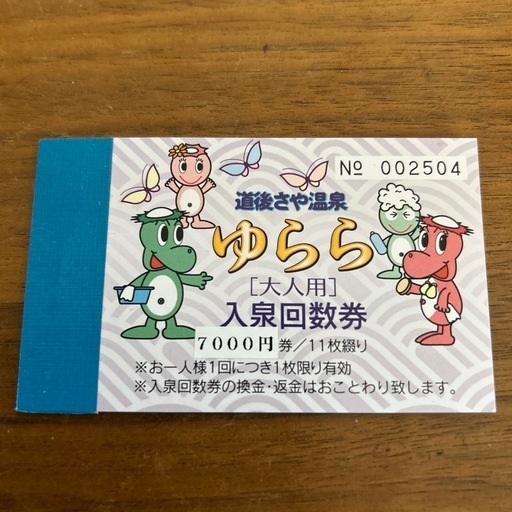 № 002504
道後さや温泉
ゆらら
［大人用］
入泉回数券
7000円券／11枚綴り
※お一人様1回につき1枚限り有効
※入泉回数券の換金・返金はおことわり致します。